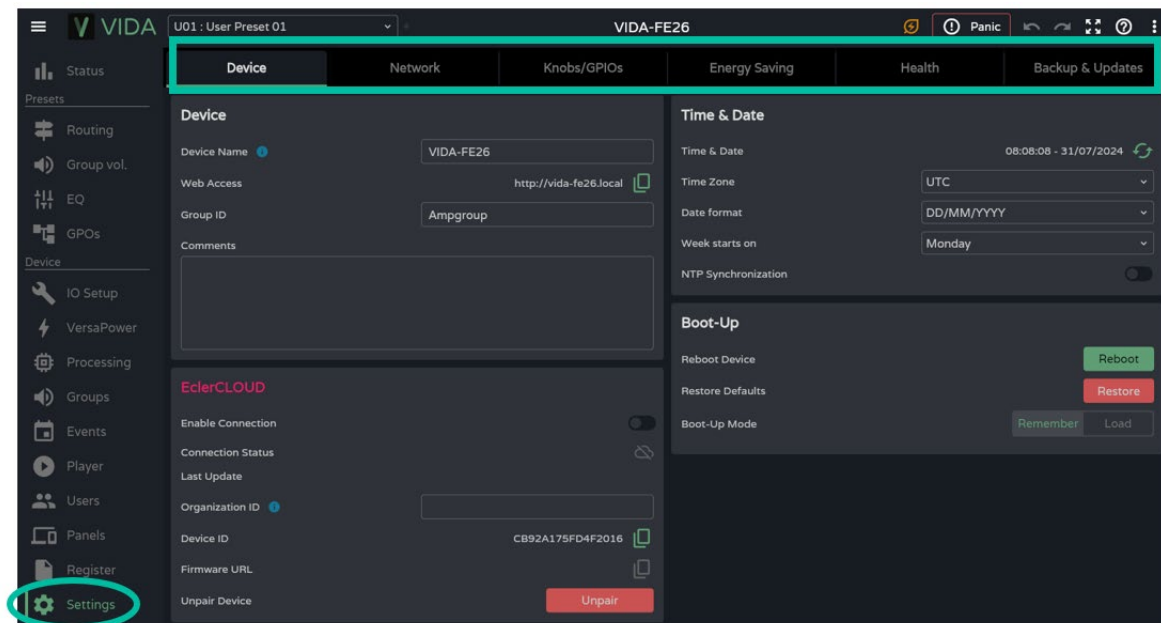 VIDA
U01 : User Preset 01
VIDA-FE26
Panic
Status
Presets
Routing
Group vol.
EQ
GPOs
Device
IO Setup
VersaPower
Processing
Groups
Events
Player
Users
Panels
Register
Settings
Device
Network
Knobs/GPIOs
Energy Saving
Health
Backup & Updates
Device
Device Name
VIDA-FE26
Web Access
http://vida-fe26.local
Group ID
Ampgroup
Comments
EclerCLOUD
Enable Connection
Connection Status
Last Update
Organization ID
Device ID
CB92A175FD4F2016
Firmware URL
Unpair Device
Unpair
Time & Date
Time & Date
08:08:08 - 31/07/2024
Time Zone
UTC
Date format
DD/MM/YYYY
Week starts on
Monday
NTP Synchronization
Boot-Up
Reboot Device
Reboot
Restore Defaults
Restore
Boot-Up Mode
Remember
Load